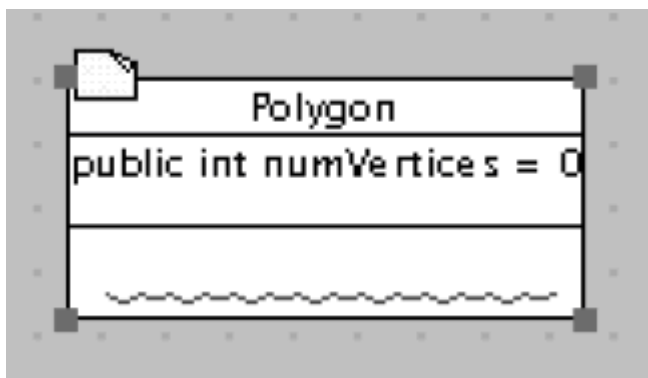 Polygon
public int numVertices = 0